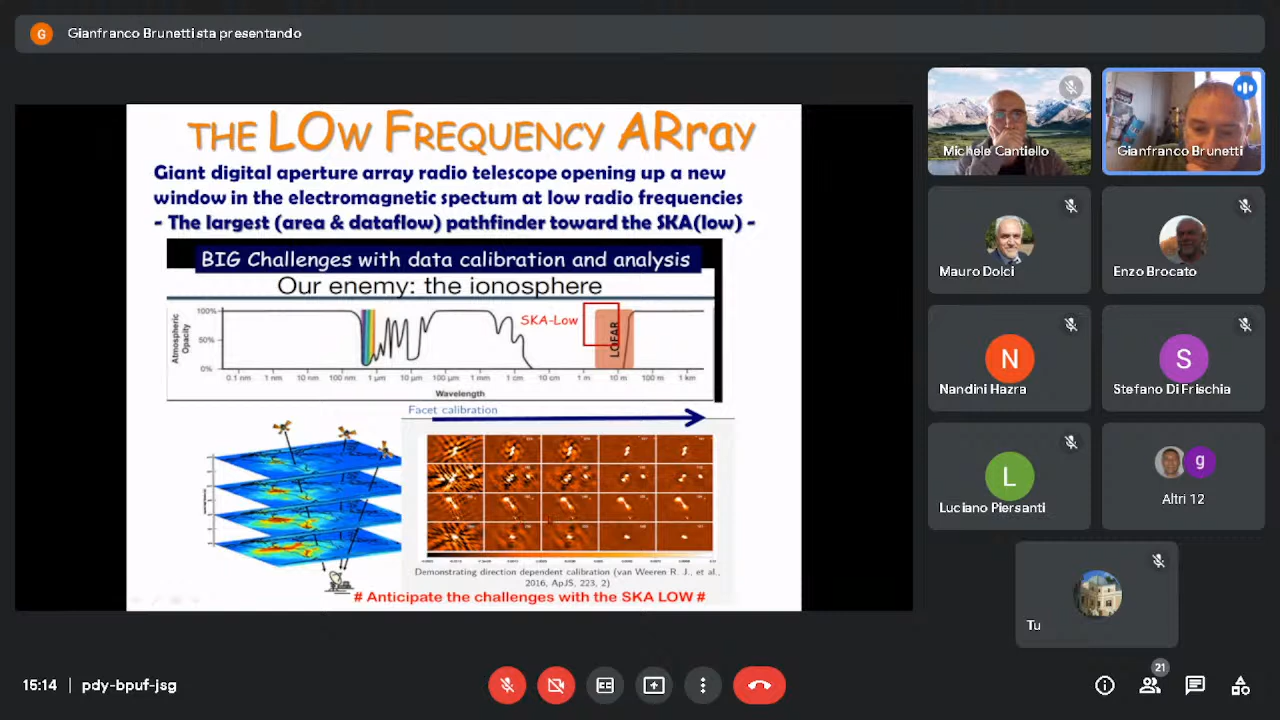 G
Gianfranco Brunetti sta presentando
THE LOw FREQUENCY ARray
Giant digital aperture array radio telescope opening up a new
window in the electromagnetic spectum at low radio frequencies
- The largest (area & dataflow) pathfinder toward the SKA(low) -
BIG Challenges with data calibration and analysis
Our enemy: the ionosphere
Atmospheric
Opacity
100%
50%
0%
SKA-Low
LOFAR
0.1 nm 1 nm 10 nm 100 nm 1 μm 10 μm 100 μm 1 mm 1 cm 10 cm 1 m 10 m 100 m 1 km
Wavelength
Facet calibration
Demonstrating direction dependent calibration (van Weeren R. J., et al.,
2016, ApJS, 223, 2)
# Anticipate the challenges with the SKA LOW #
Michele Cantiello
Gianfranco Brunetti
Mauro Dolci
Enzo Brocato
N
Nandini Hazra
S
Stefano Di Frischia
L
Luciano Piersanti
g
Altri 12
Tu
15:14 | pdy-bpuf-jsg
21